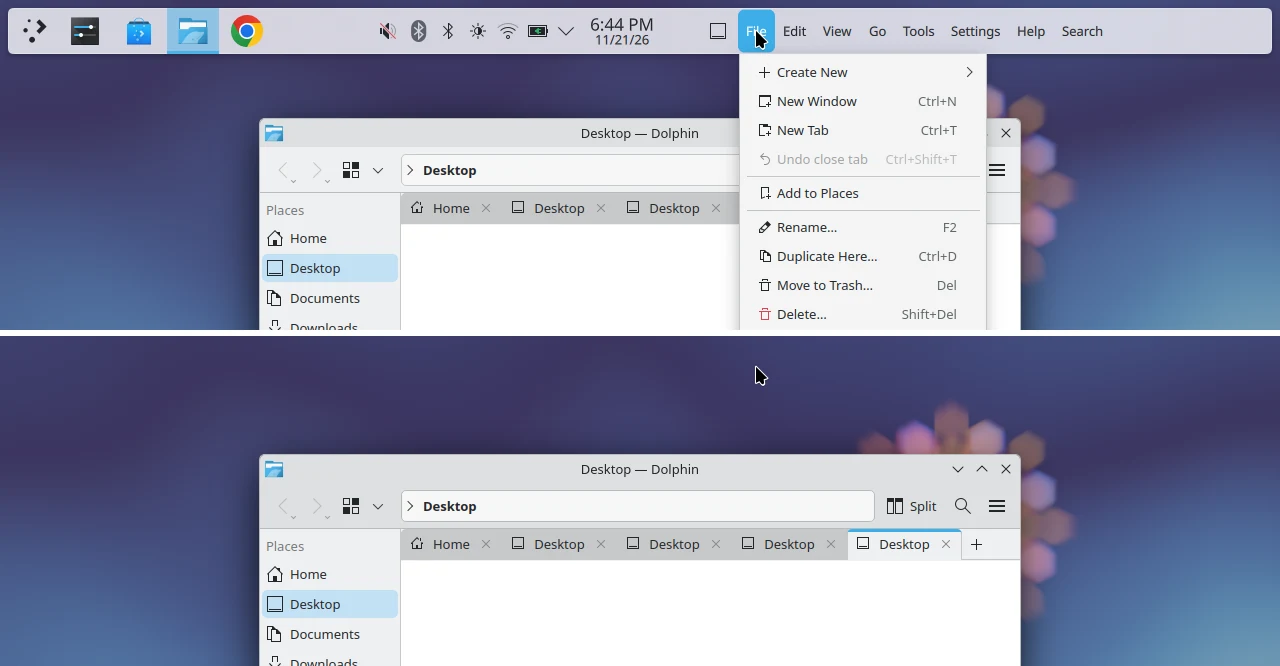 6:44 PM
11/21/26
File Edit View Go Tools Settings Help Search
Create New
New Window Ctrl+N
New Tab Ctrl+T
Undo close tab Ctrl+Shift+T
Add to Places
Rename... F2
Duplicate Here... Ctrl+D
Move to Trash... Del
Delete... Shift+Del
Desktop — Dolphin
Desktop
Home Desktop Desktop
Places
Home
Desktop
Documents
Downloads
Desktop — Dolphin
Desktop Split
Home Desktop Desktop Desktop Desktop
Places
Home
Desktop
Documents
Downloads